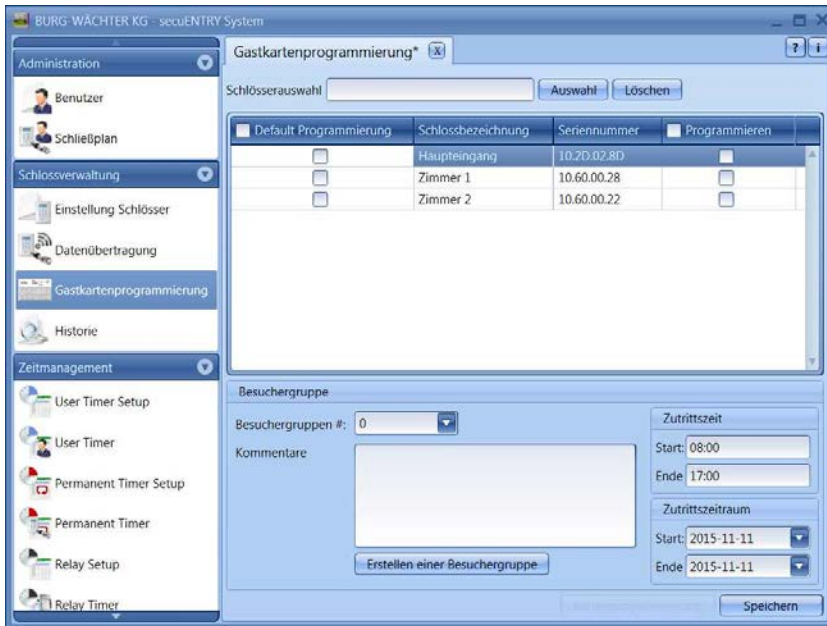 BURG-WÄCHTER KG - secuENTRY System
Administration
Benutzer
Schließplan
Schlossverwaltung
Einstellung Schlösser
Datenübertragung
Gastkartenprogrammierung
Historie
Zeitmanagement
User Timer Setup
User Timer
Permanent Timer Setup
Permanent Timer
Relay Setup
Relay Timer
Gastkartenprogrammierung* X
? i
Schlösserauswahl Auswahl Löschen
Default Programmierung Schlossbezeichnung Seriennummer Programmieren
Haupteingang 10.2D.02.8D
Zimmer 1 10.60.00.28
Zimmer 2 10.60.00.22
Besuchergruppe
Besuchergruppen #: 0
Kommentare
Erstellen einer Besuchergruppe
Zutrittszeit
Start: 08:00
Ende 17:00
Zutrittszeitraum
Start: 2015-11-11
Ende 2015-11-11
Speichern